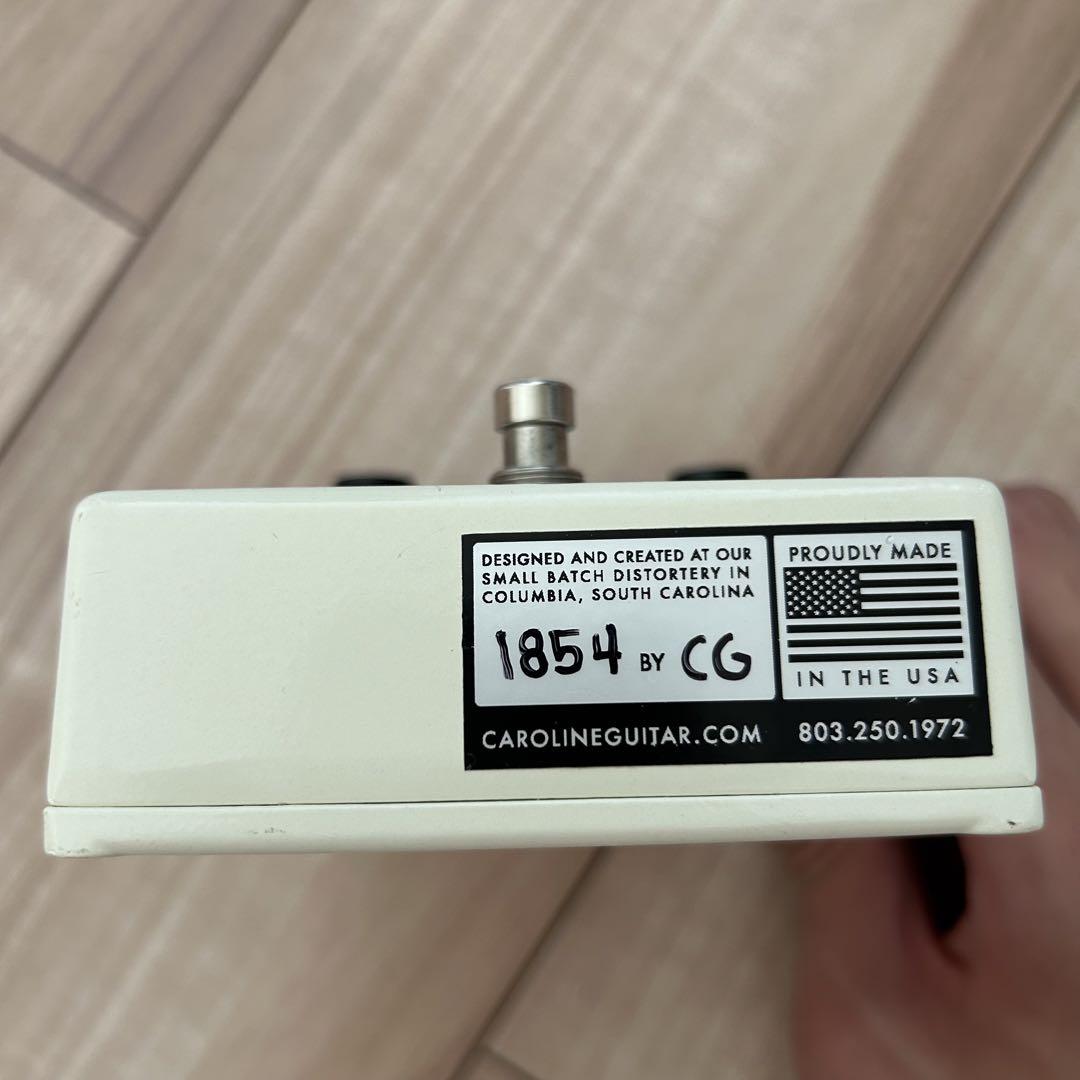 DESIGNED AND CREATED AT OUR
SMALL BATCH DISTORTERY IN
COLUMBIA, SOUTH CAROLINA
1854 BY CG
PROUDLY MADE
IN THE USA
CAROLINEGUITAR.COM 803.250.1972